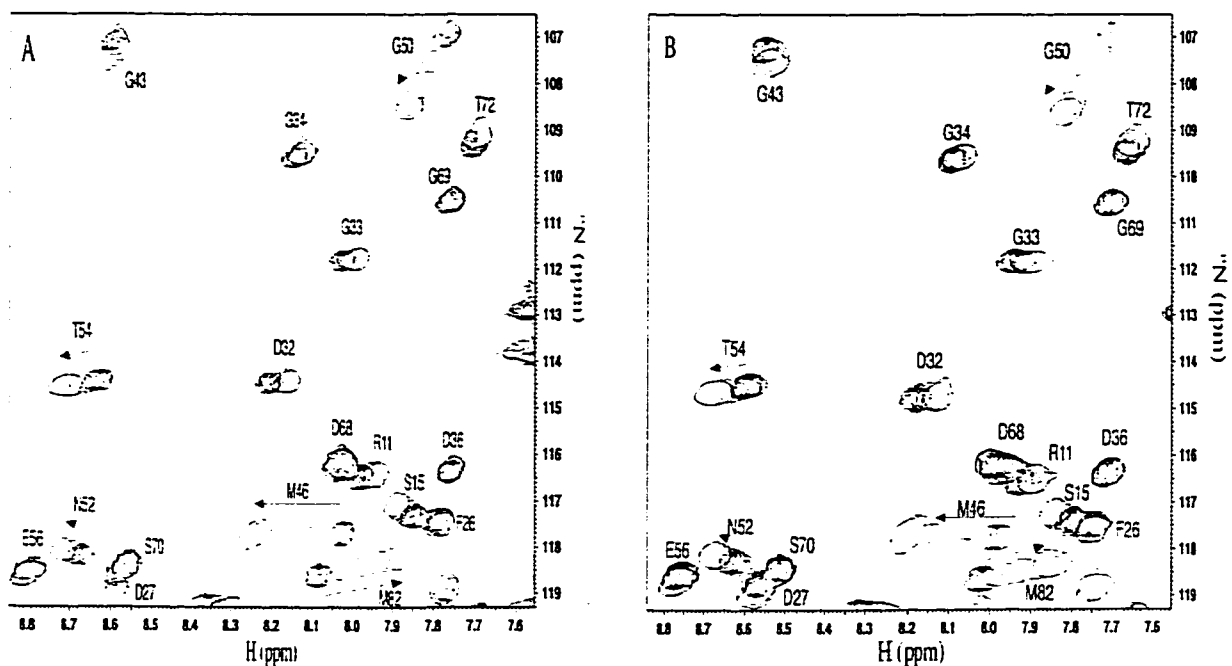 A
G50
G43
T72
G34
G69
G33
T54
D32
D68
R11
D36
M46
S15
N52
F26
E56
S70
D27
107
108
109
110
111
112
113
114
115
116
117
118
119
N (ppm)
8.8 8.7 8.6 8.5 8.4 8.3 8.2 8.1 8.0 7.9 7.8 7.7 7.6
H (ppm)
B
G50
G43
T72
G34
G69
G33
T54
D32
D68
D36
R11
M46
S15
N52
F26
E56
S70
M82
D27
107
108
109
118
111
112
113
114
115
116
117
118
119
N (ppm)
8.8 8.7 8.6 8.5 8.4 8.3 8.2 8.1 8.0 7.9 7.8 7.7 7.6
H (ppm)